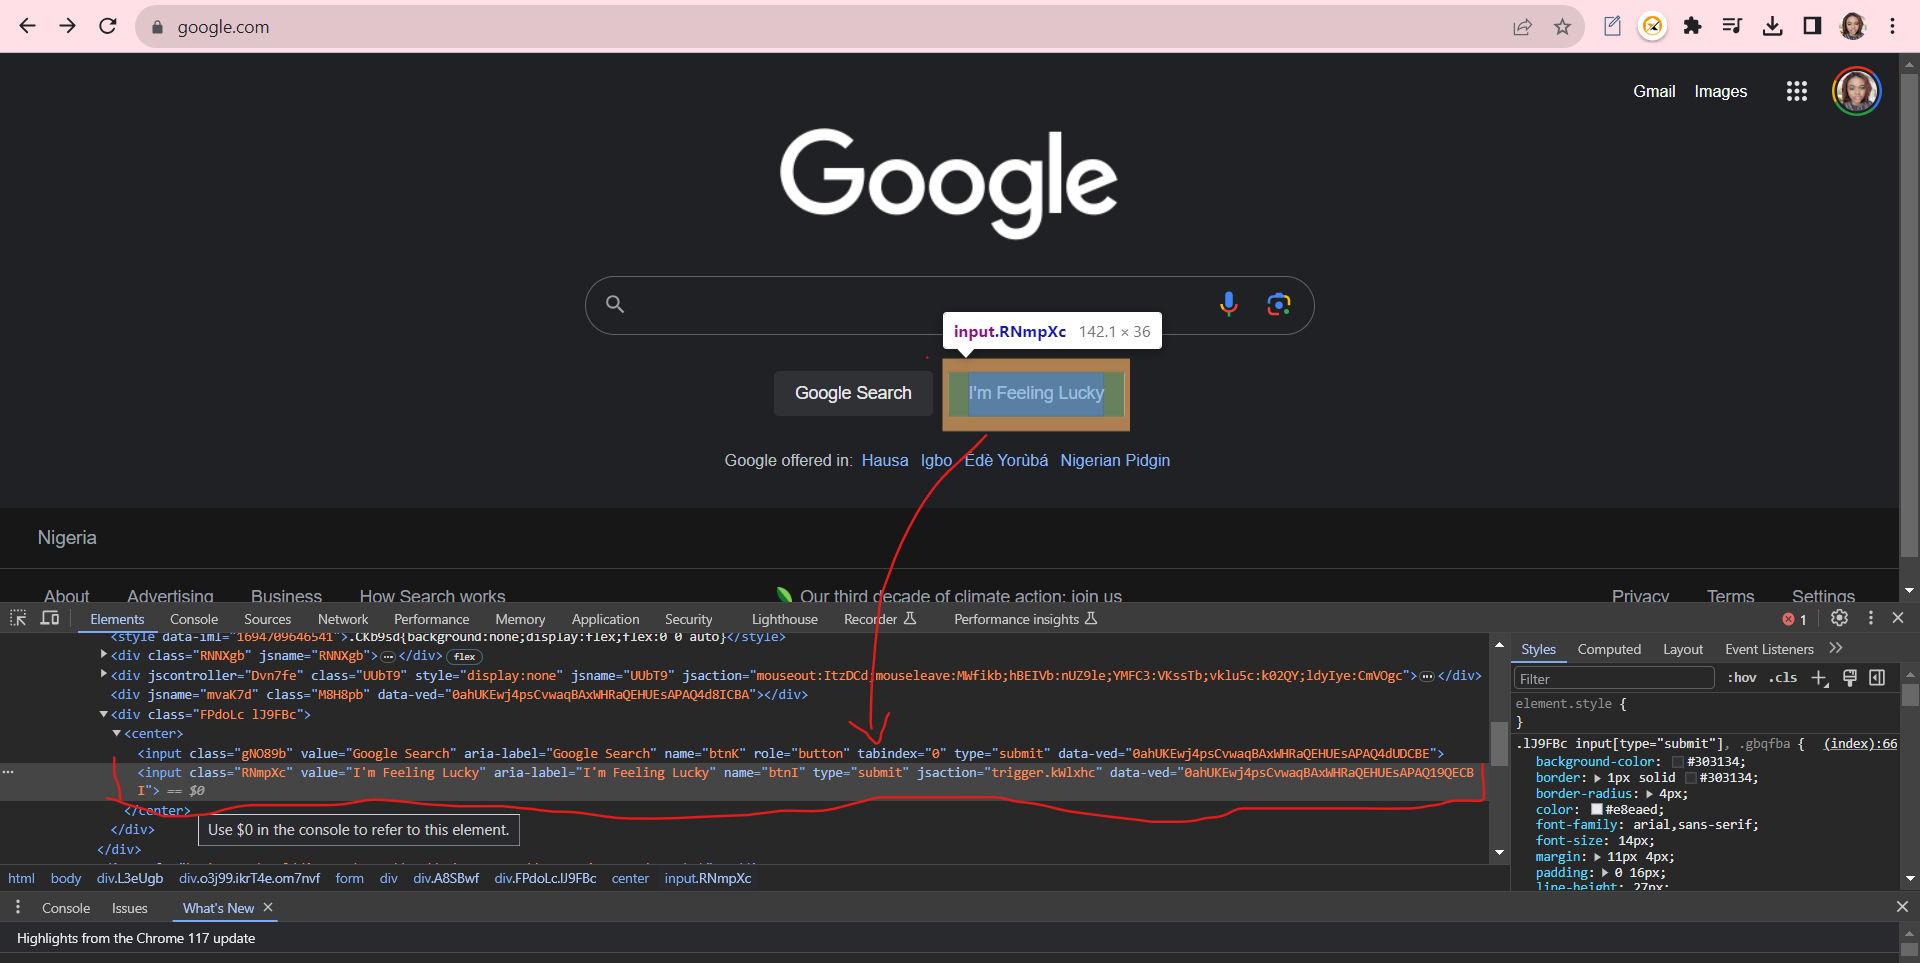 google.com
Gmail Images
Google
input.RNmpXc 142.1 × 36
Google Search I'm Feeling Lucky
Google offered in: Hausa Igbo Èdè Yorùbá Nigerian Pidgin
Nigeria
About Advertising Business How Search works Our third decade of climate action: join us Privacy Terms Settings
Elements Console Sources Network Performance Memory Application Security Lighthouse Recorder Performance insights 1
<style data-iml="1694709646541">.CKb9sd{background:none;display:flex;flex:0 0 auto}</style>
<div class="RNNXgb" jsname="RNNXgb">…</div> flex
<div jscontroller="Dvn7fe" class="UUbT9" style="display:none" jsname="UUbT9" jsaction="mouseout:ItzDCd;mouseleave:MWfikb;hBEIVb:nUZ9le;YMFC3:VKssTb;vklu5c:k02QY;ldyIye:CmVOgc">…</div>
<div jsname="mvaK7d" class="M8H8pb" data-ved="0ahUKEwj4psCvwaqBAxWHRaQEHUEsAPAQ4d8ICBA"></div>
<div class="FPdoLc lJ9FBc">
<center>
<input class="gNO89b" value="Google Search" aria-label="Google Search" name="btnK" role="button" tabindex="0" type="submit" data-ved="0ahUKEwj4psCvwaqBAxWHRaQEHUEsAPAQ4dUDCBE">
<input class="RNmpXc" value="I'm Feeling Lucky" aria-label="I'm Feeling Lucky" name="btnI" type="submit" jsaction="trigger.kWlxhc" data-ved="0ahUKEwj4psCvwaqBAxWHRaQEHUEsAPAQ19QECB
I"> == $0
</center>
Use $0 in the console to refer to this element.
</div>
</div>
html body div.L3eUgb div.o3j99.ikrT4e.om7nvf form div div.A8SBwf div.FPdoLc.lJ9FBc center input.RNmpXc
Styles Computed Layout Event Listeners
Filter :hov .cls
element.style {
}
.lJ9FBc input[type="submit"], .gbqfba { (index):66
background-color: #303134;
border: 1px solid #303134;
border-radius: 4px;
color: #e8eaed;
font-family: arial,sans-serif;
font-size: 14px;
margin: 11px 4px;
padding: 0 16px;
line-height: 27px;
Console Issues What's New
Highlights from the Chrome 117 update